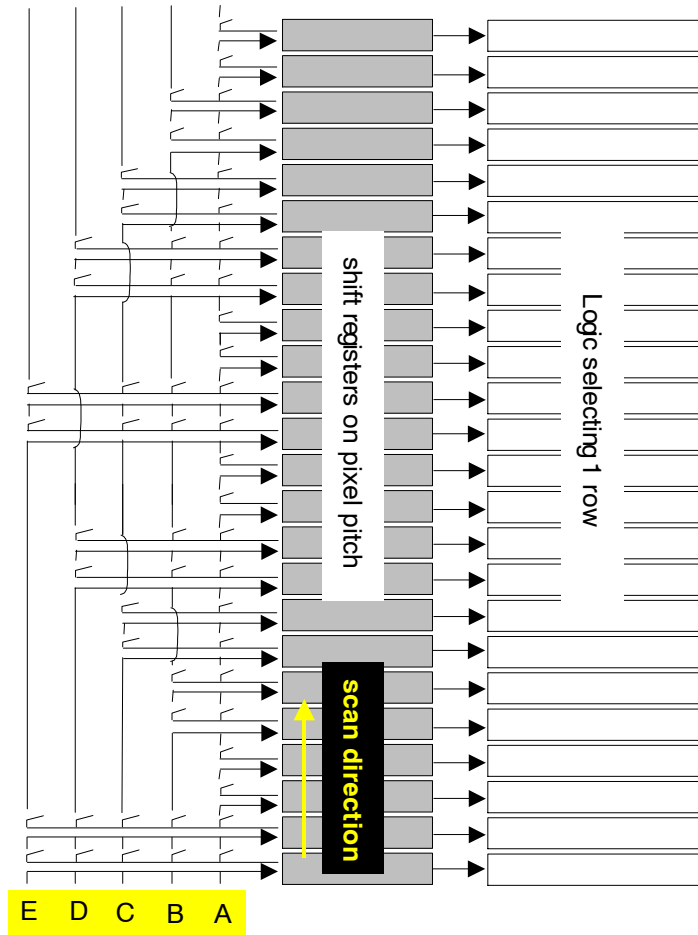 shift registers on pixel pitch
Logic selecting 1 row
scan direction
E D C B A